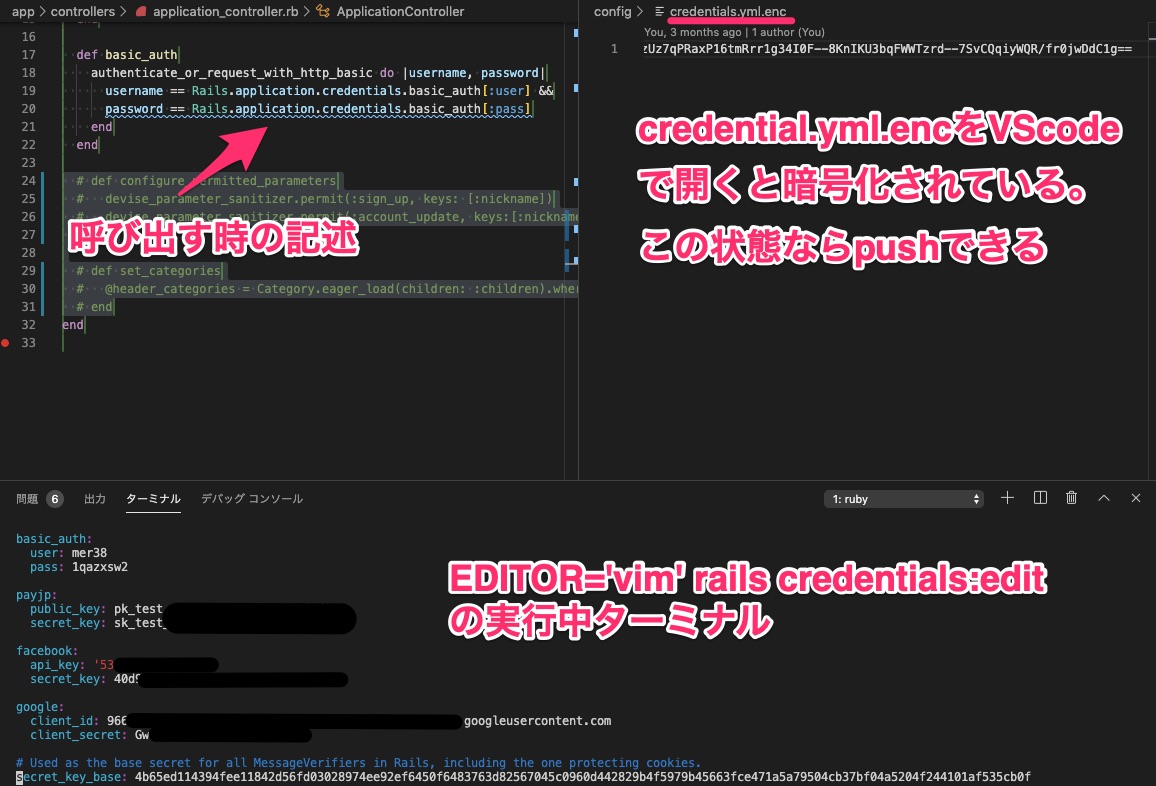 app > controllers > application_controller.rb > ApplicationController
16
17 def basic_auth
18 authenticate_or_request_with_http_basic do |username, password|
19 username == Rails.application.credentials.basic_auth[:user] &&
20 password == Rails.application.credentials.basic_auth[:pass]
21 end
22 end
23
24 # def configure_permitted_parameters
25 # devise_parameter_sanitizer.permit(:sign_up, keys: [:nickname])
26 # devise_parameter_sanitizer.permit(:account_update, keys:[:nickname
27
28
29 # def set_categories
30 # @header_categories = Category.eager_load(children: :children).wher
31 # end
32 end
33
呼び出す時の記述
config > credentials.yml.enc
You, 3 months ago | 1 author (You)
1 zUz7qPRaxP16tmRrr1g34I0F--8KnIKU3bqFWWTzrd--7SvCQqiyWQR/fr0jwDdC1g==
credential.yml.encをVScode
で開くと暗号化されている。
この状態ならpushできる
問題 6 出力 ターミナル デバッグ コンソール 1: ruby
basic_auth:
user: mer38
pass: 1qazxsw2
payjp:
public_key: pk_test
secret_key: sk_test_
facebook:
api_key: '53
secret_key: 40d9
google:
client_id: 966 googleusercontent.com
client_secret: Gw
# Used as the base secret for all MessageVerifiers in Rails, including the one protecting cookies.
secret_key_base: 4b65ed114394fee11842d56fd03028974ee92ef6450f6483763d82567045c0960d442829b4f5979b45663fce471a5a79504cb37bf04a5204f244101af535cb0f
EDITOR='vim' rails credentials:edit
の実行中ターミナル